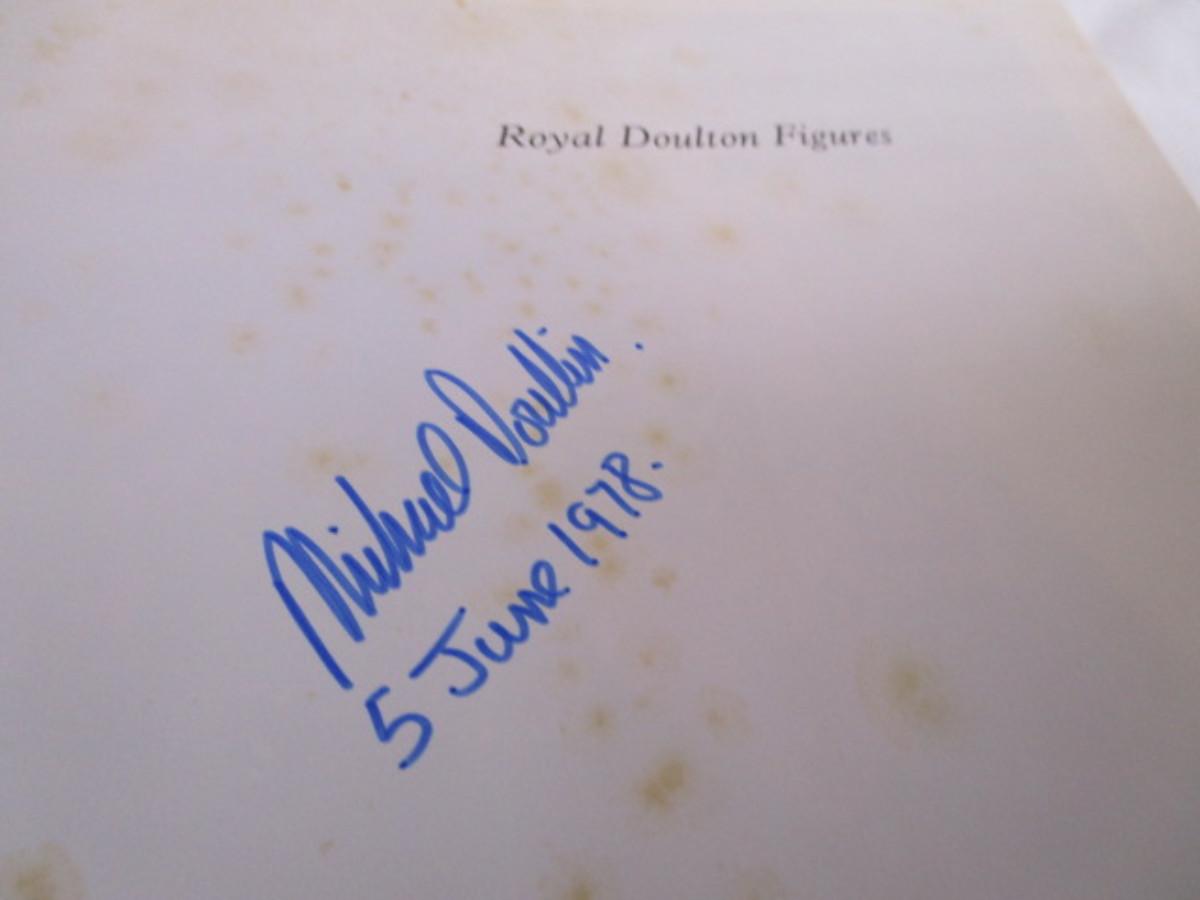 Royal Doulton Figures
Michael Doulton.
5 June 1978.